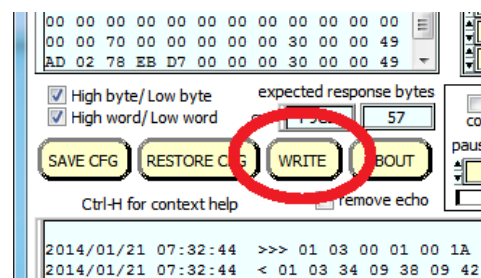 00 00 00 00 00 00 00 00 00 00 00 00
00 00 70 00 00 00 00 00 30 00 00 49
AD 02 78 EB D7 00 00 00 30 00 00 49
High byte/ Low byte expected response bytes
High word/ Low word 57
SAVE CFG RESTORE CFG WRITE ABOUT
paus
Ctrl-H for context help remove echo
2014/01/21 07:32:44 >>> 01 03 00 01 00 1A
2014/01/21 07:32:44 < 01 03 34 09 38 09 42